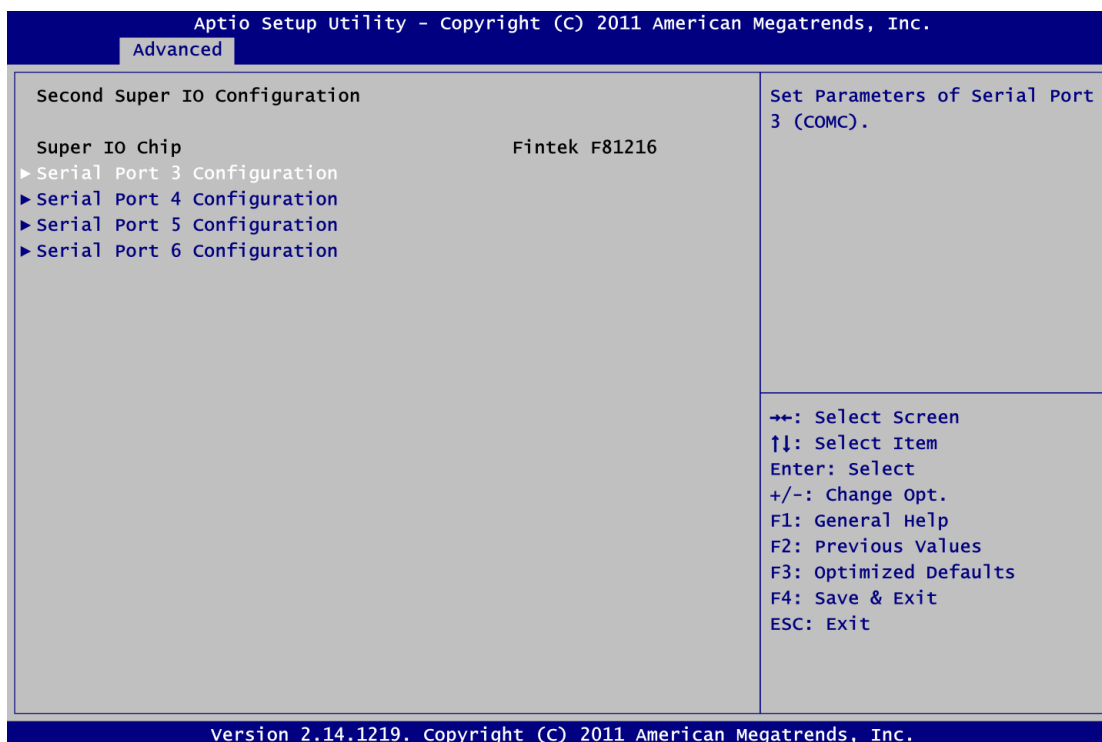 Aptio Setup Utility - Copyright (C) 2011 American Megatrends, Inc.
Advanced
Second Super IO Configuration
Super IO Chip Fintek F81216
▶ Serial Port 3 Configuration
▶ Serial Port 4 Configuration
▶ Serial Port 5 Configuration
▶ Serial Port 6 Configuration
Set Parameters of Serial Port
3 (COMC).
→←: Select Screen
↑↓: Select Item
Enter: Select
+/-: Change Opt.
F1: General Help
F2: Previous Values
F3: Optimized Defaults
F4: Save & Exit
ESC: Exit
Version 2.14.1219. Copyright (C) 2011 American Megatrends, Inc.